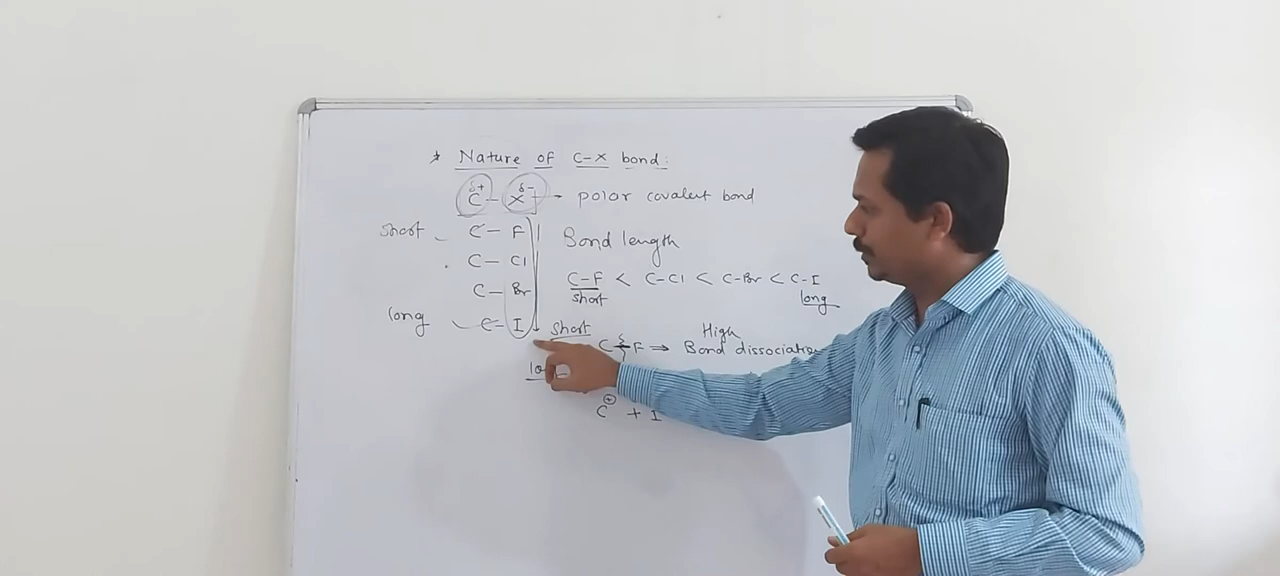 * Nature of C-X bond:
δ+ δ-
C - X - polar covalent bond
short - C - F
Bond length
C - Cl
C-F < C-Cl < C-Br < C-I
short long
C - Br
long - C - I
short
C-F ⇒ High
Bond dissociation
C⊕ + I